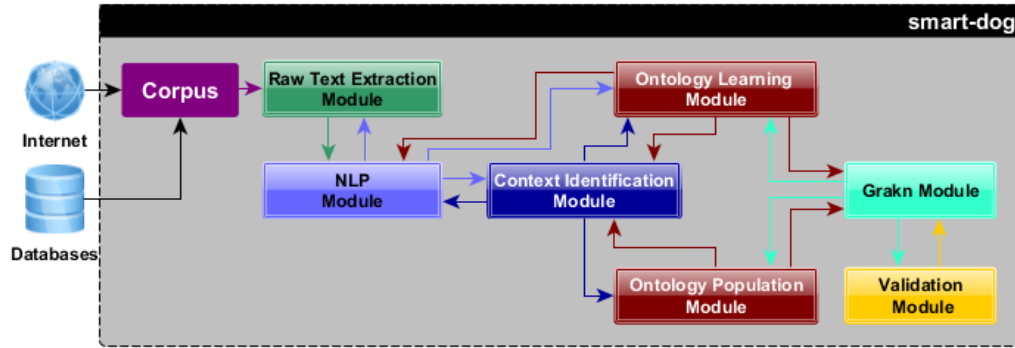 smart-dog
Internet
Databases
Corpus
Raw Text Extraction
Module
NLP
Module
Context Identification
Module
Ontology Learning
Module
Ontology Population
Module
Grakn Module
Validation
Module